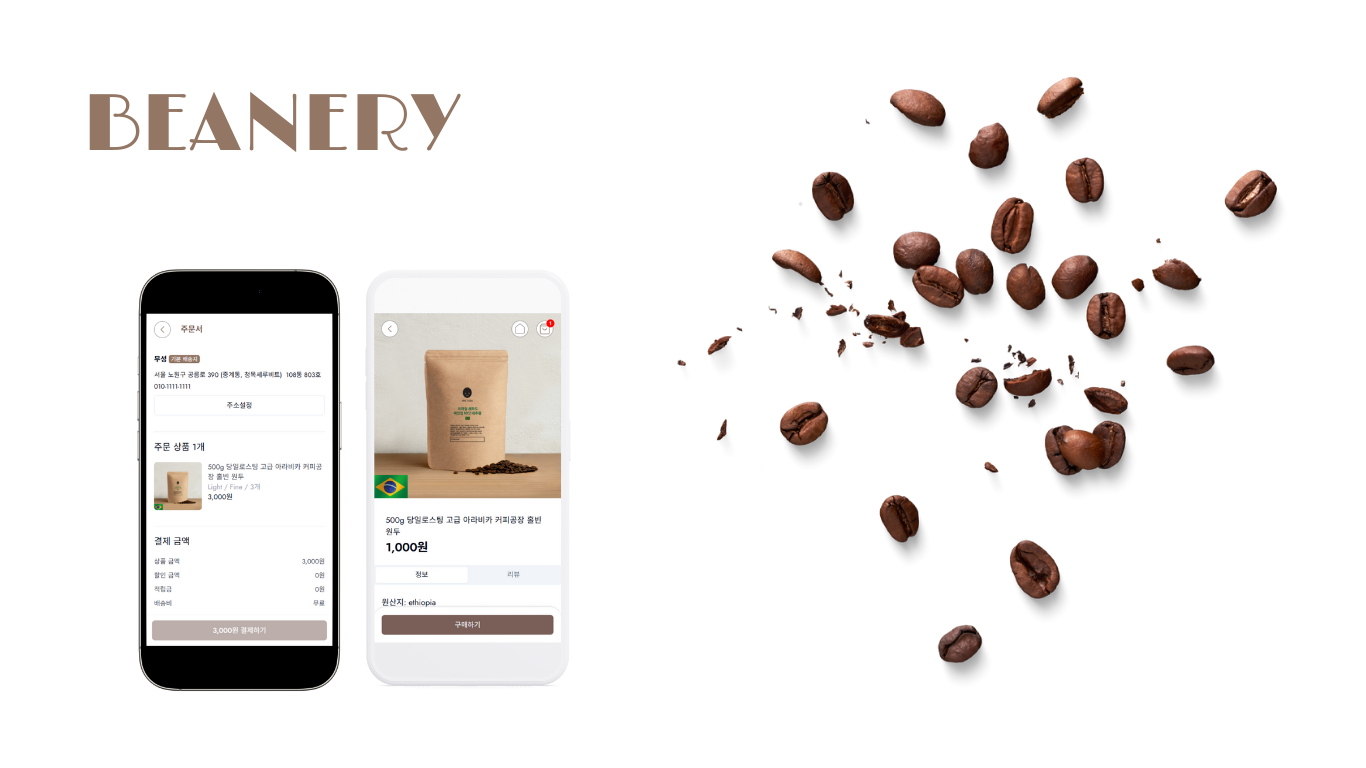 BEANERY
주문서
무성 기본 배송지
서울 노원구 공릉로 390 (중계동, 청목세루비트) 108동 803호
010-111-1111
주소설정
주문 상품 1개
500g 당일로스팅 고급 아라비카 커피공
장 홀빈 원두
Light / Fine / 3개
3,000원
결제 금액
상품 금액 3,000원
할인 금액 0원
적립금 0원
배송비 무료
3,000원 결제하기
1
500g 당일로스팅 고급 아라비카 커피공장 홀빈
원두
1,000원
정보 리뷰
원산지: ethiopia
구매하기